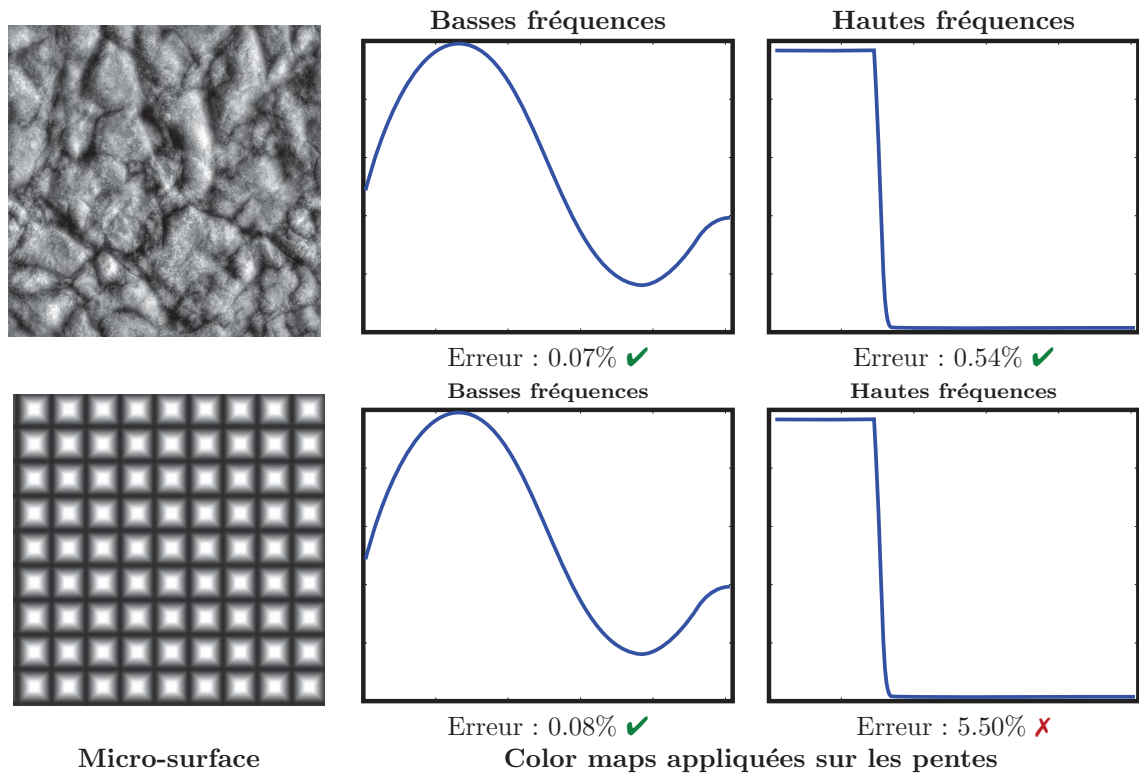 Basses fréquences
Hautes fréquences
Erreur : 0.07% ✔
Erreur : 0.54% ✔
Basses fréquences
Hautes fréquences
Erreur : 0.08% ✔
Erreur : 5.50% ✗
Micro-surface
Color maps appliquées sur les pentes